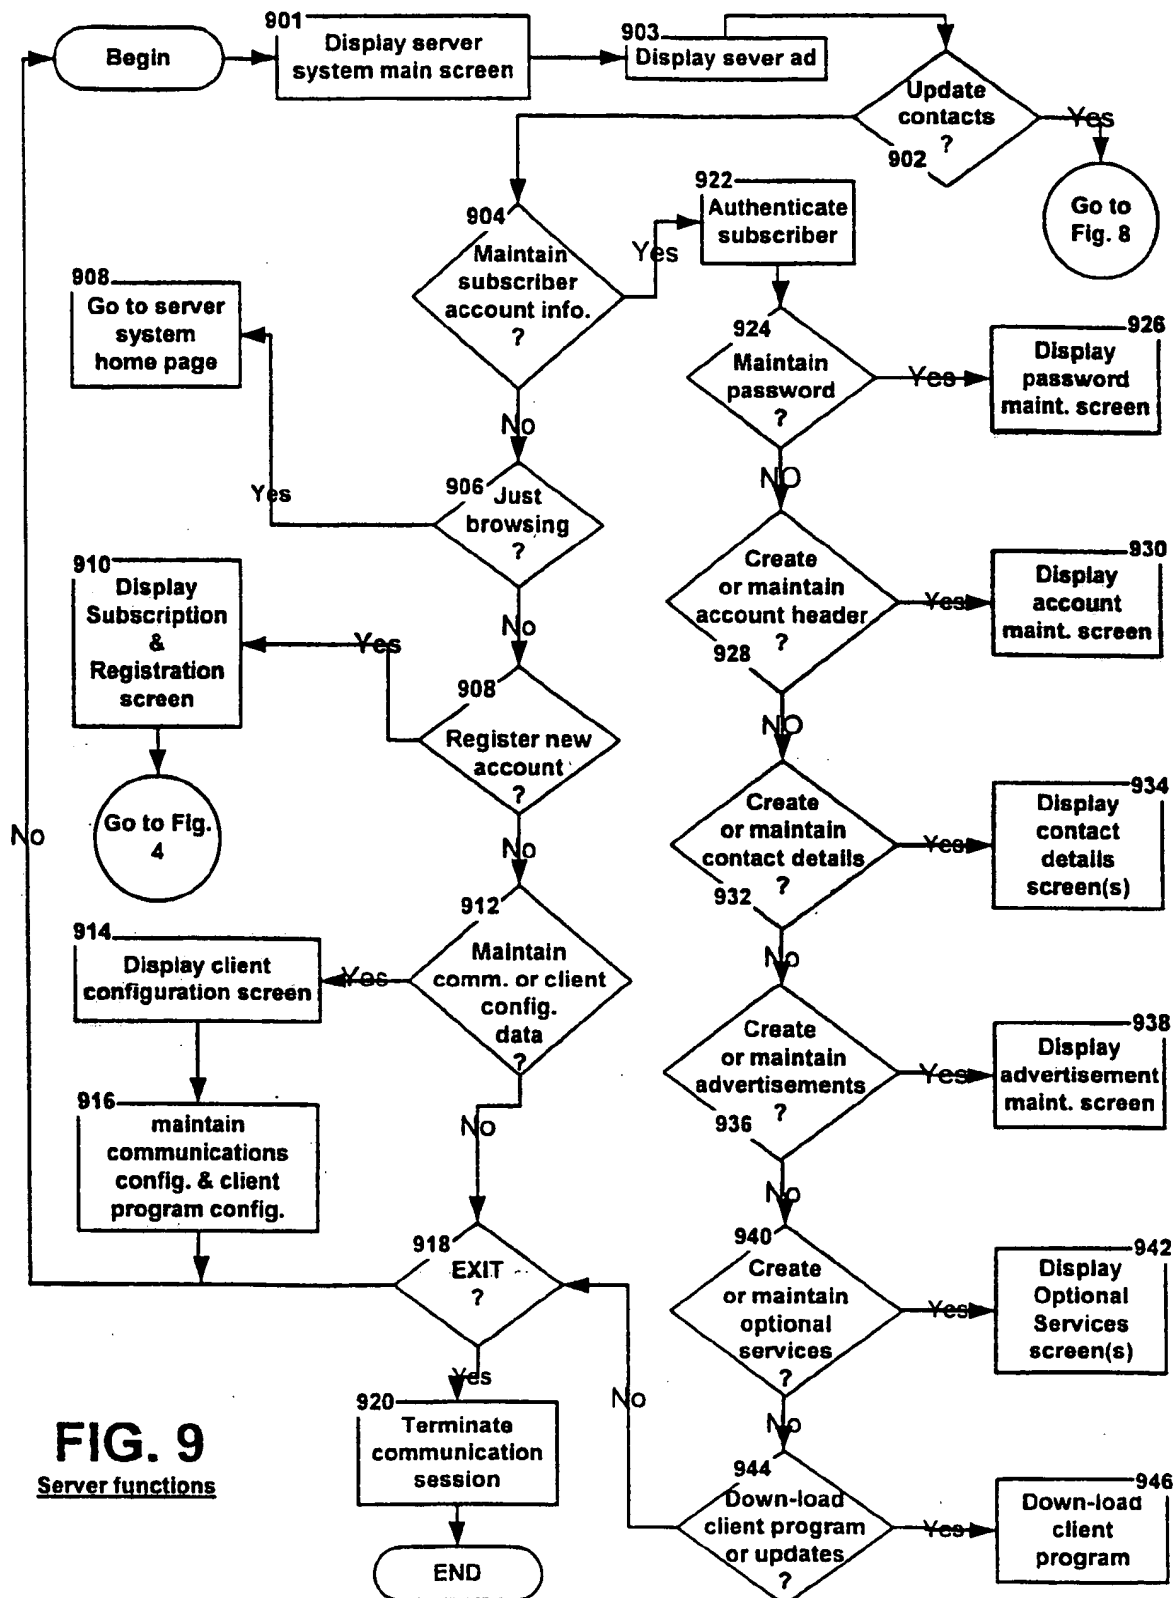 Begin
901
Display server
system main screen
903
Display sever ad
Update
contacts
?
902
Yes
Go to
Fig. 8
904
Maintain
subscriber
account info.
?
Yes
922
Authenticate
subscriber
908
Go to server
system
home page
924
Maintain
password
?
Yes
926
Display
password
maint. screen
No
NO
906
Just
browsing
?
Yes
910
Display
Subscription
&
Registration
screen
Yes
No
Create
or maintain
account header
?
928
Yes
930
Display
account
maint. screen
NO
908
Register new
account
?
Go to Fig.
4
No
No
Create
or maintain
contact details
?
932
Yes
934
Display
contact
details
screen(s)
912
Maintain
comm. or client
config.
data
?
Yes
914
Display client
configuration screen
No
Create
or maintain
advertisements
?
936
Yes
938
Display
advertisement
maint. screen
916
maintain
communications
config. & client
program config.
No
No
918
EXIT
?
940
Create
or maintain
optional
services
?
Yes
942
Display
Optional
Services
screen(s)
Yes
920
Terminate
communication
session
END
No
No
944
Down-load
client program
or updates
?
Yes
946
Down-load
client
program
FIG. 9
Server functions